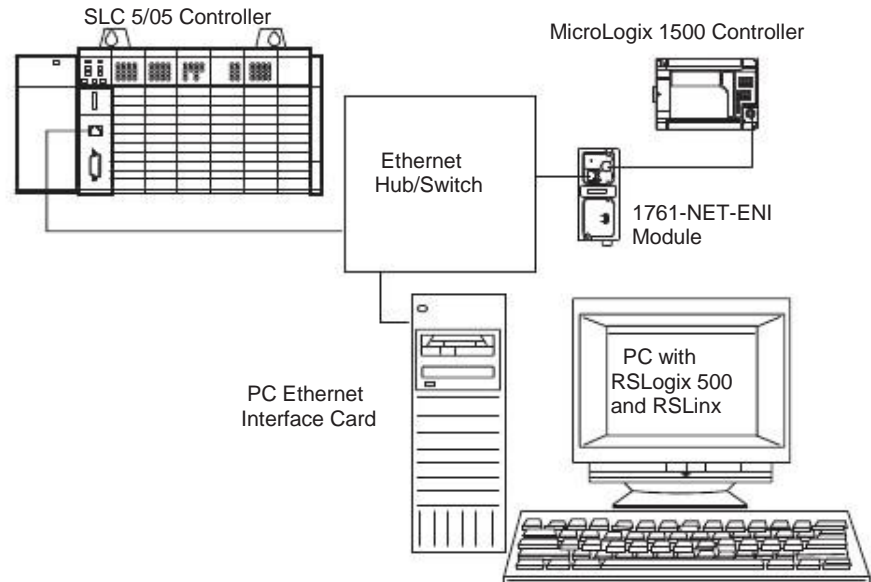 SLC 5/05 Controller
MicroLogix 1500 Controller
Ethernet
Hub/Switch
1761-NET-ENI
Module
PC Ethernet
Interface Card
PC with
RSLogix 500
and RSLinx